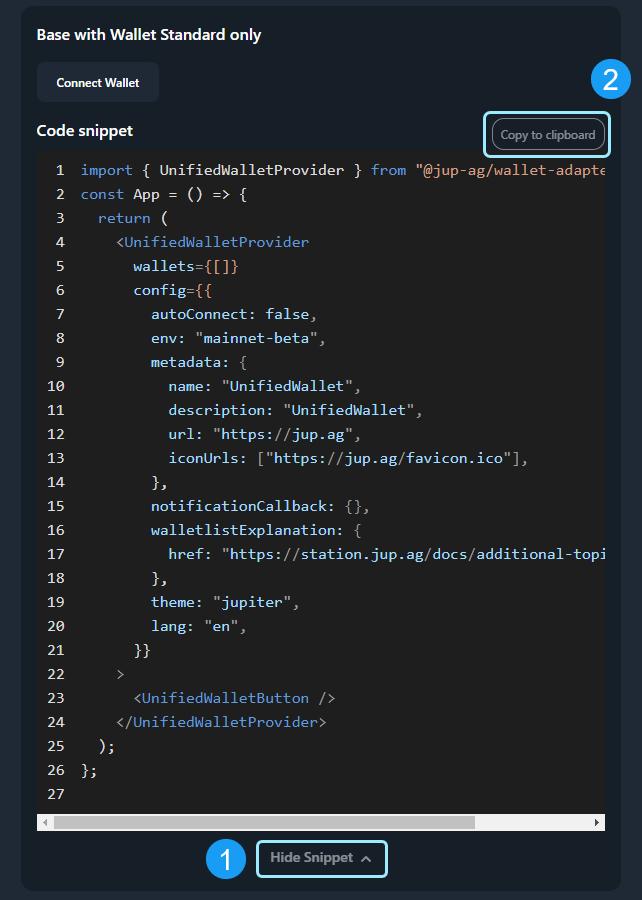 Base with Wallet Standard only
Connect Wallet
2
Code snippet
Copy to clipboard
1 import { UnifiedWalletProvider } from "@jup-ag/wallet-adapte
2 const App = () => {
3   return (
4     <UnifiedWalletProvider
5       wallets={[]}
6       config={{
7         autoConnect: false,
8         env: "mainnet-beta",
9         metadata: {
10           name: "UnifiedWallet",
11           description: "UnifiedWallet",
12           url: "https://jup.ag",
13           iconUrls: ["https://jup.ag/favicon.ico"],
14         },
15         notificationCallback: {},
16         walletlistExplanation: {
17           href: "https://station.jup.ag/docs/additional-topi
18         },
19         theme: "jupiter",
20         lang: "en",
21       }}
22     >
23       <UnifiedWalletButton />
24     </UnifiedWalletProvider>
25   );
26 };
27
1
Hide Snippet